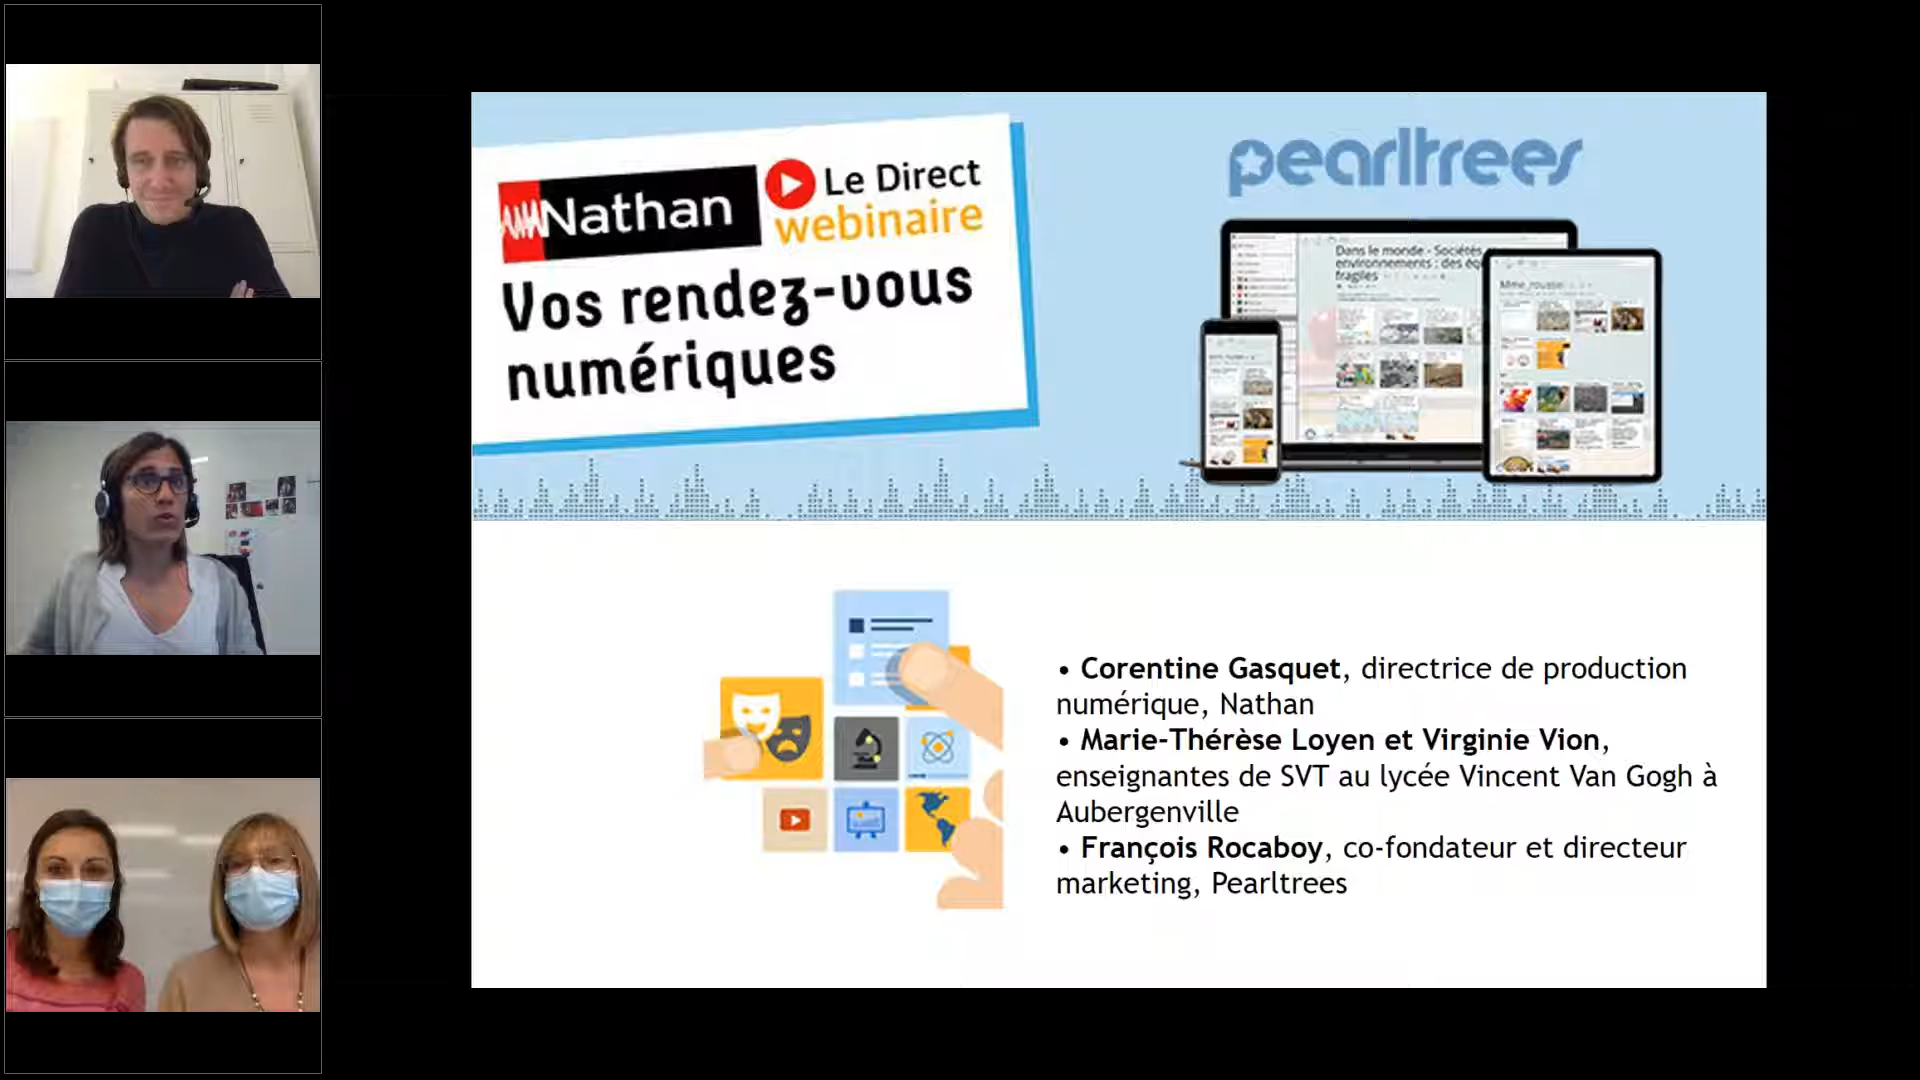 Nathan
Le Direct
webinaire
Vos rendez-vous
numériques
pearltrees
Dans le monde - Sociétés
environnements : des éq
fragiles
• Corentine Gasquet, directrice de production
numérique, Nathan
• Marie-Thérèse Loyen et Virginie Vion,
enseignantes de SVT au lycée Vincent Van Gogh à
Aubergenville
• François Rocaboy, co-fondateur et directeur
marketing, Pearltrees